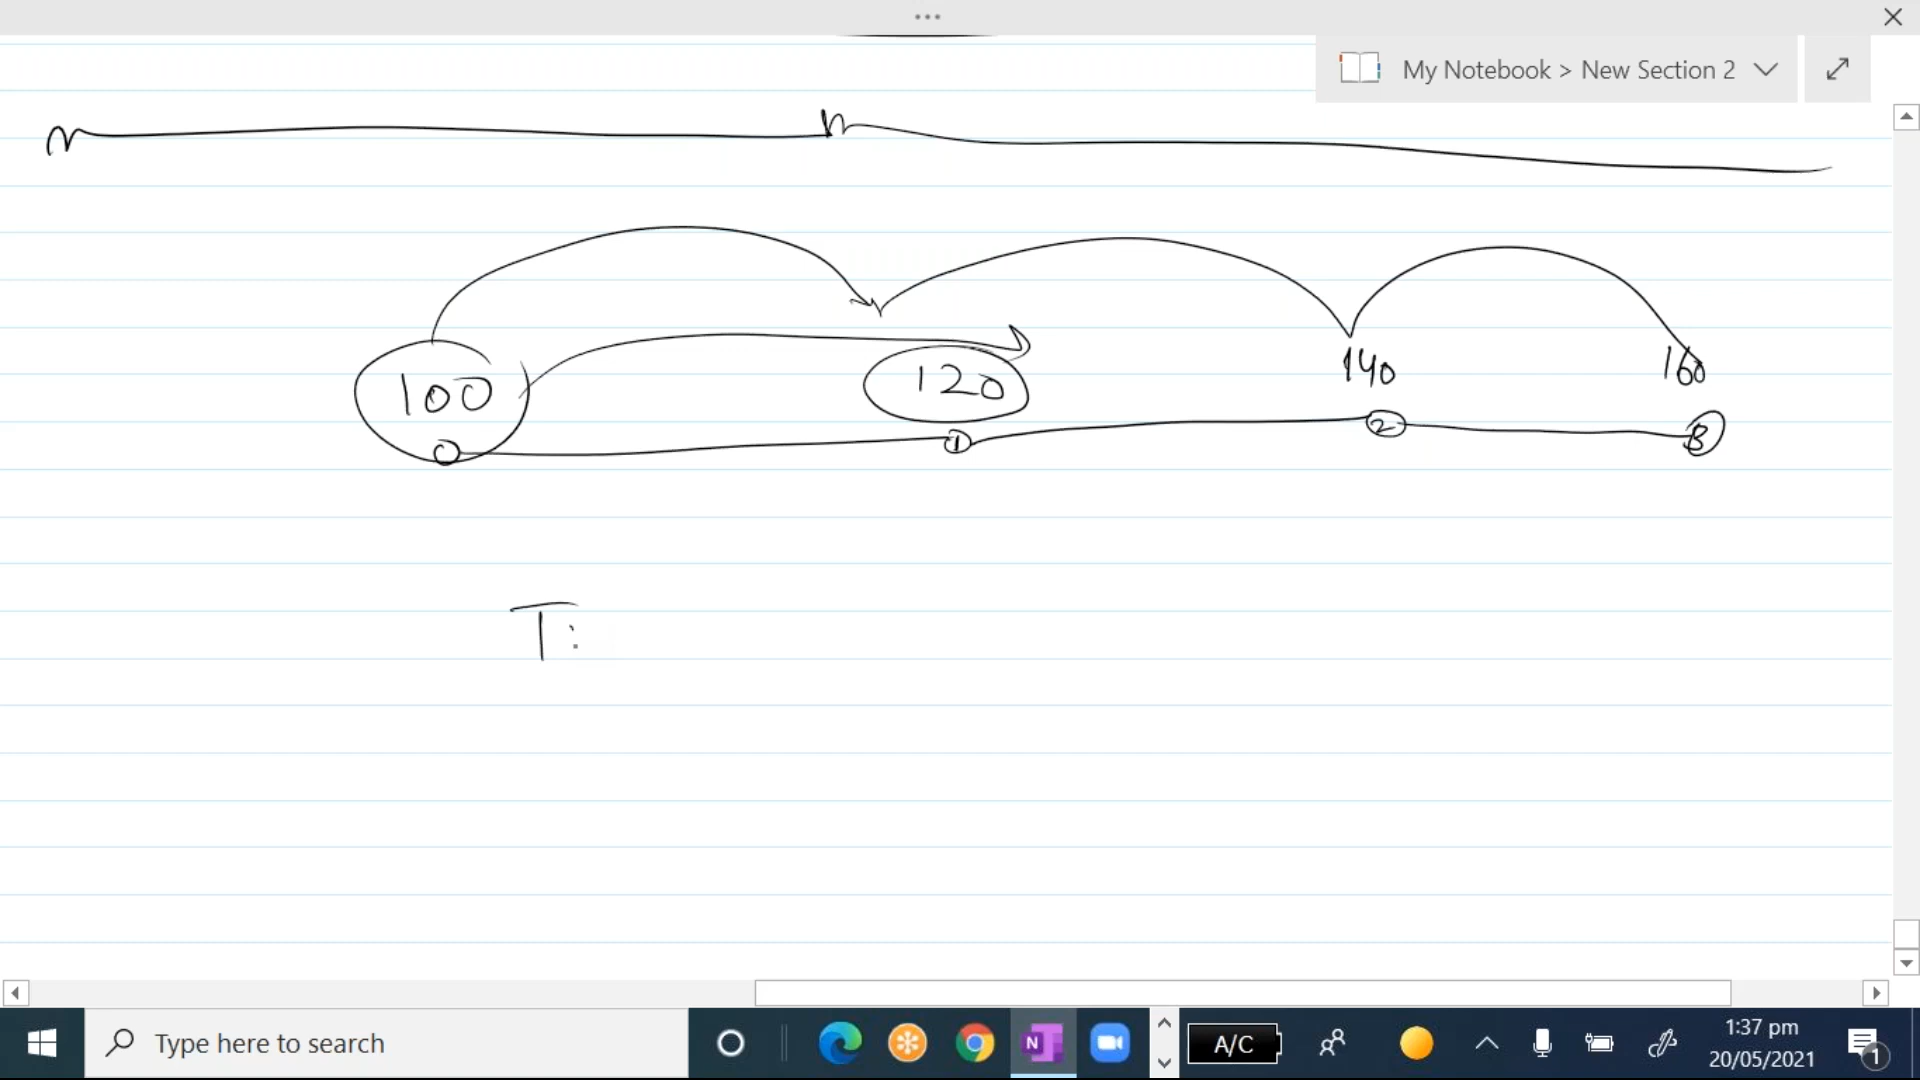 My Notebook > New Section 2
100 120 140 160
0 1 2 3
T:
Type here to search
N
A/C
1:37 pm
20/05/2021
1